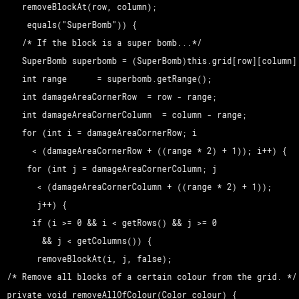 removeBlockAt(row, column);
equals("SuperBomb")) {
/* If the block is a super bomb...*/
SuperBomb superbomb = (SuperBomb)this.grid[row][column]
int range      = superbomb.getRange();
int damageAreaCornerRow  = row - range;
int damageAreaCornerColumn  = column - range;
for (int i = damageAreaCornerRow; i
< (damageAreaCornerRow + ((range * 2) + 1)); i++) {
for (int j = damageAreaCornerColumn; j
< (damageAreaCornerColumn + ((range * 2) + 1));
j++) {
if (i >= 0 && i < getRows() && j >= 0
&& j < getColumns()) {
removeBlockAt(i, j, false);
/* Remove all blocks of a certain colour from the grid. */
private void removeAllOfColour(Color colour) {